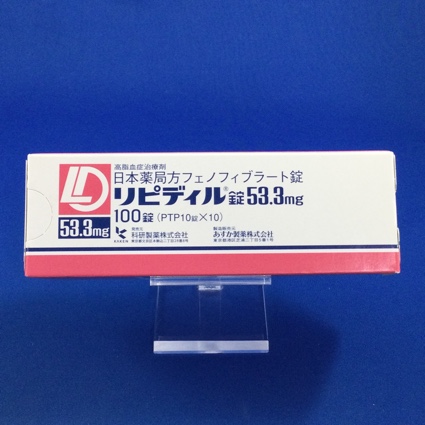 高脂血症治療剤
日本薬局方フェノフィブラート錠
リピディル®錠53.3mg
100錠(PTP10錠×10)
53.3mg
発売元
科研製薬株式会社
KAKEN
製造販売元
あすか製薬株式会社